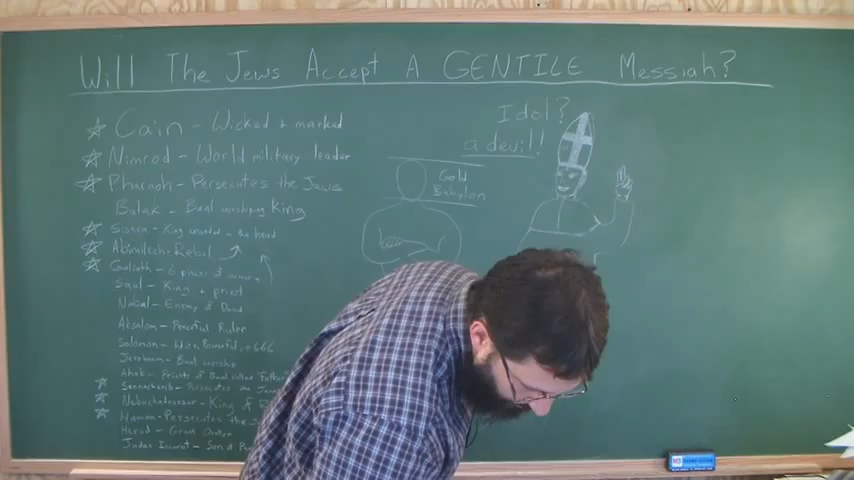 Will The Jews Accept A GENTILE Messiah?
Cain - Wicked + marked
Nimrod - World military leader
Pharaoh - Persecutes the Jews
Balak - Baal worshiping King
Sisera - King wounded in the head
Abimilech - Rebel
Goliath - 6 pieces of armor
Saul - King + priest
Nabal - Enemy of David
Absalom - Peaceful Ruler
Solomon - Wise, Powerful, + 666
Jeroboam - Baal worship
Ahab - Priests of Baal called "Father"
Sennacherib - Persecutes the Jews
Nebuchadnezzar - King of
Haman - Persecutes the
Herod - Great Orator
Judas Iscariot - Son of
Idol?
a devil!
Gold
Babylon